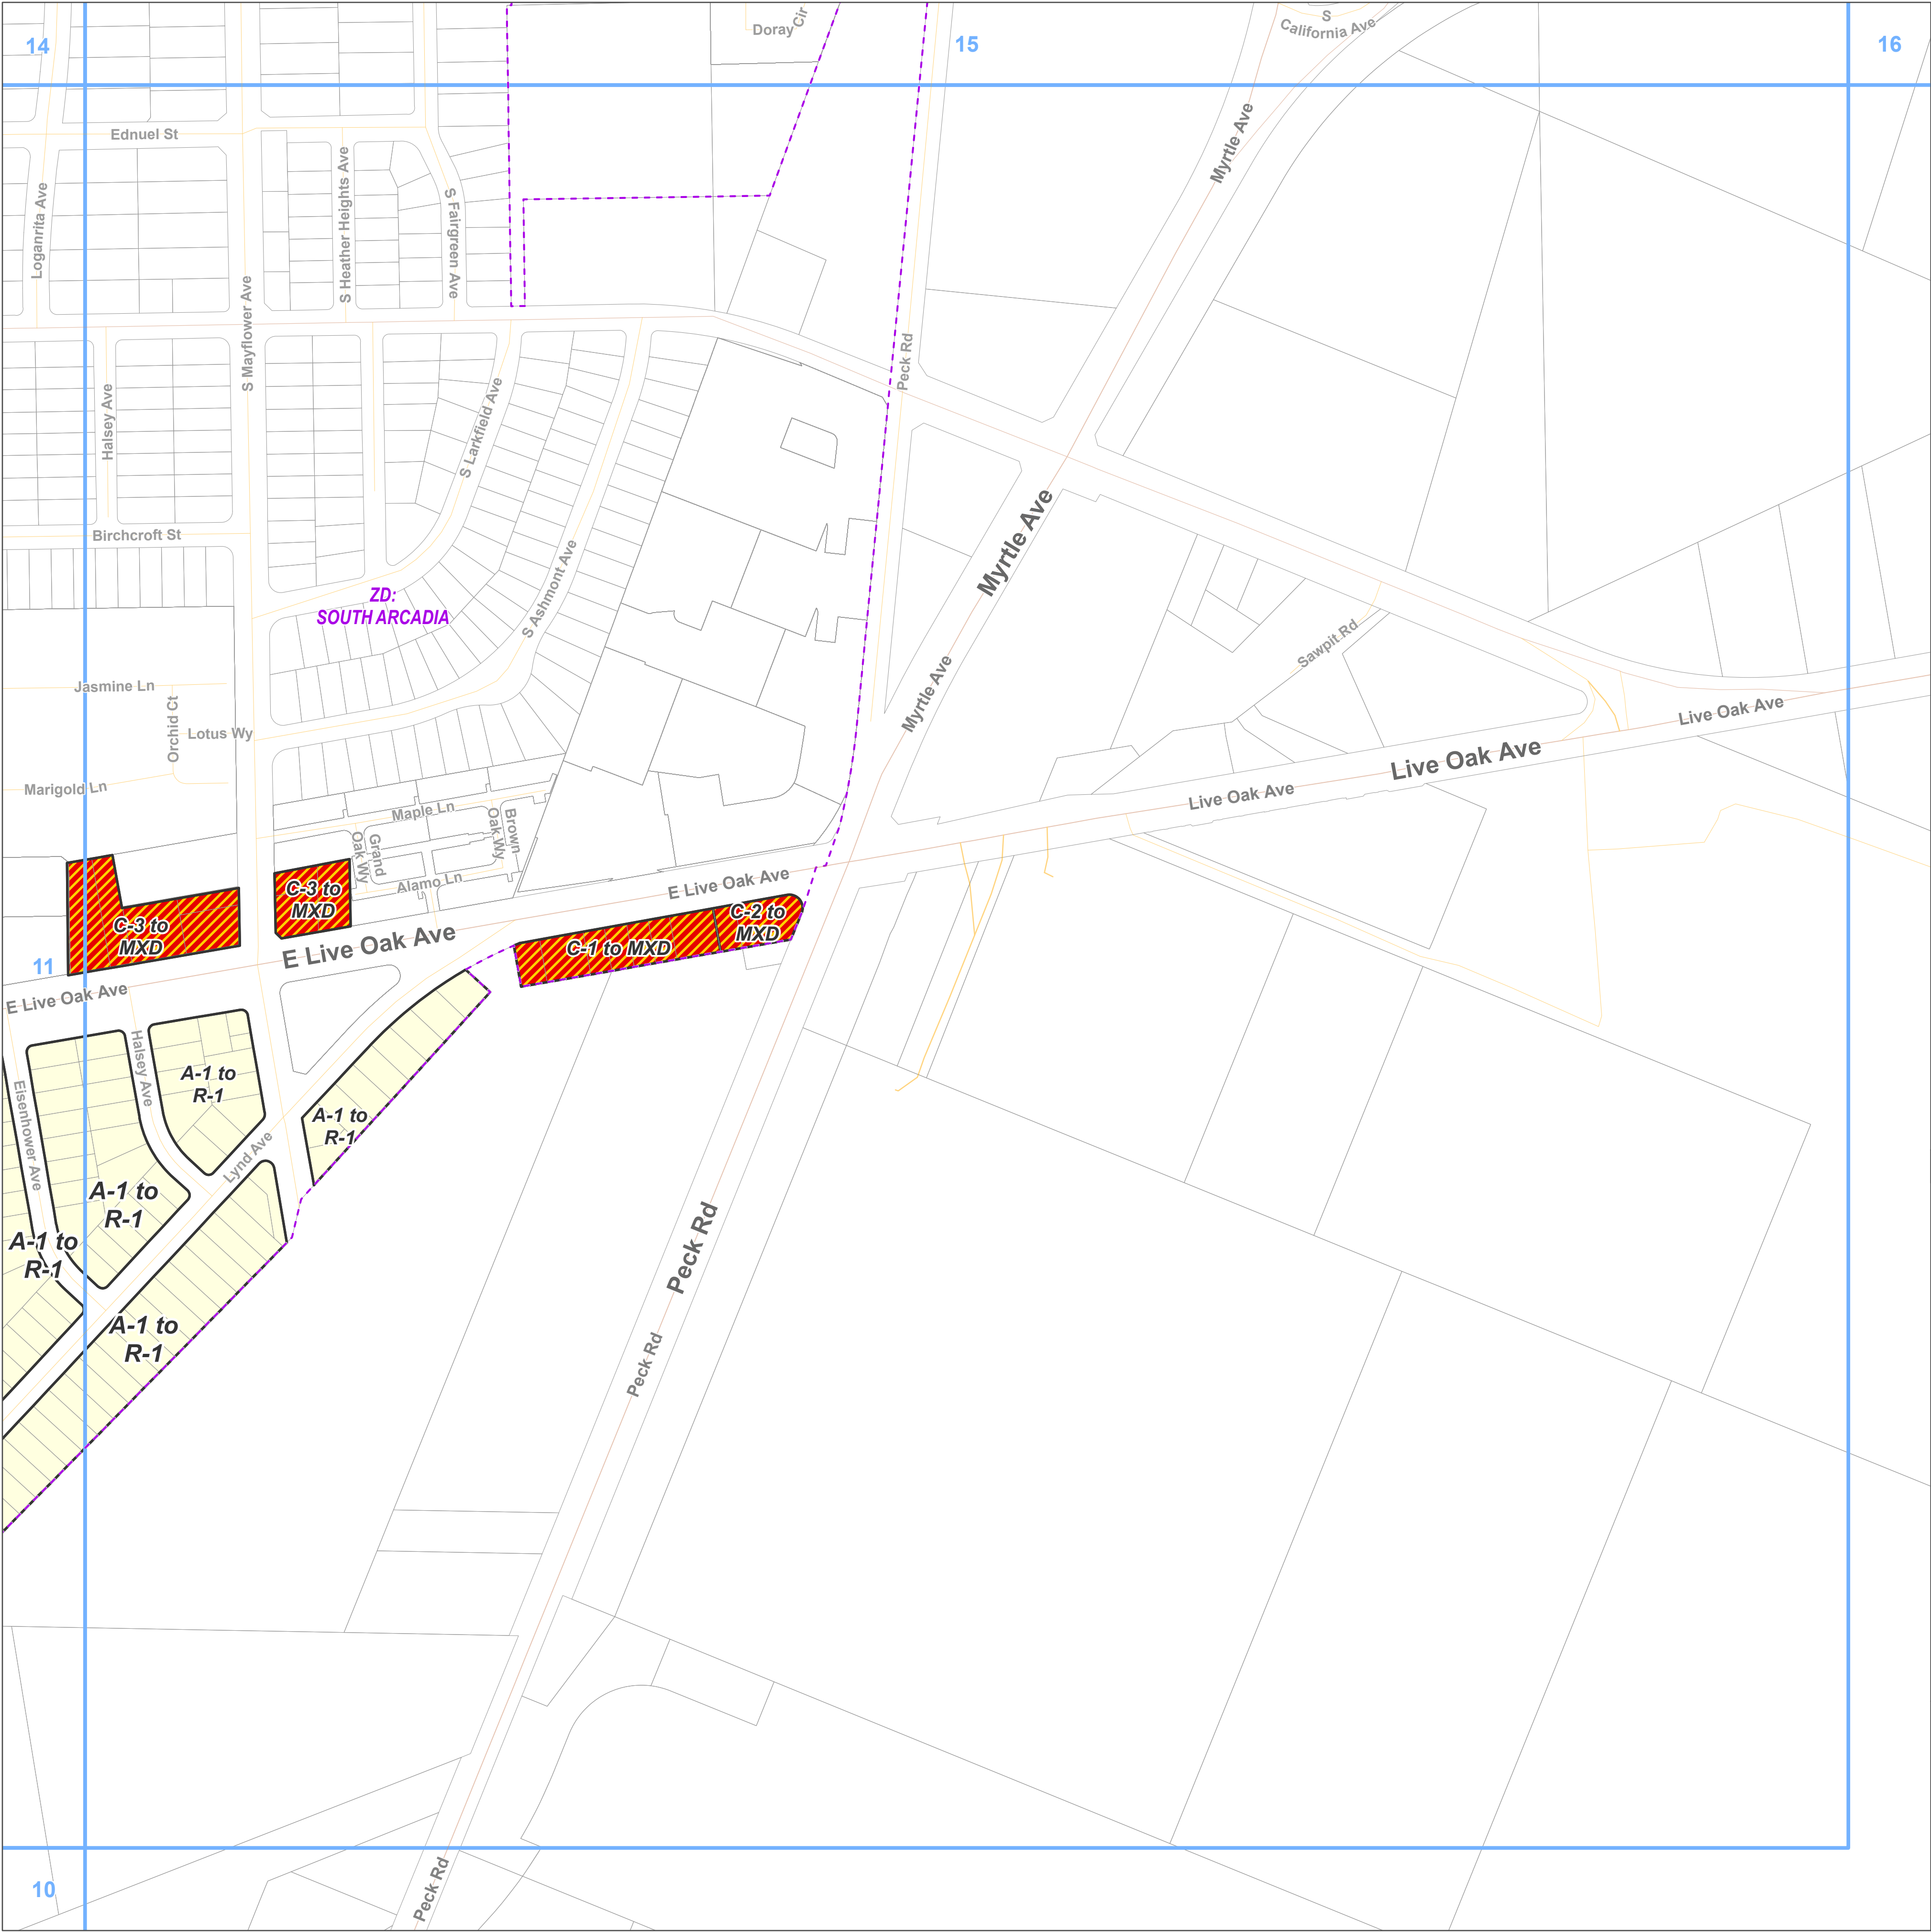 14
15
16
Doray Cir
S
California Ave
Ednuel St
Myrtle Ave
Loganrita Ave
S Heather Heights Ave
S Fairgreen Ave
S Mayflower Ave
Peck Rd
Halsey Ave
S Larkfield Ave
Myrtle Ave
Birchcroft St
S Ashmont Ave
ZD:
SOUTH ARCADIA
Sawpit Rd
Jasmine Ln
Orchid Ct
Lotus Wy
Myrtle Ave
Live Oak Ave
Live Oak Ave
Marigold Ln
Live Oak Ave
Maple Ln
Brown
Oak Wy
Grand
Oak Wy
Alamo Ln
E Live Oak Ave
C-3 to
MXD
C-3 to
MXD
C-2 to
MXD
C-1 to MXD
E Live Oak Ave
11
E Live Oak Ave
Halsey Ave
A-1 to
R-1
Eisenhower Ave
A-1 to
R-1
Lynd Ave
A-1 to
R-1
A-1 to
R-1
Peck Rd
A-1 to
R-1
Peck Rd
10
Peck Rd